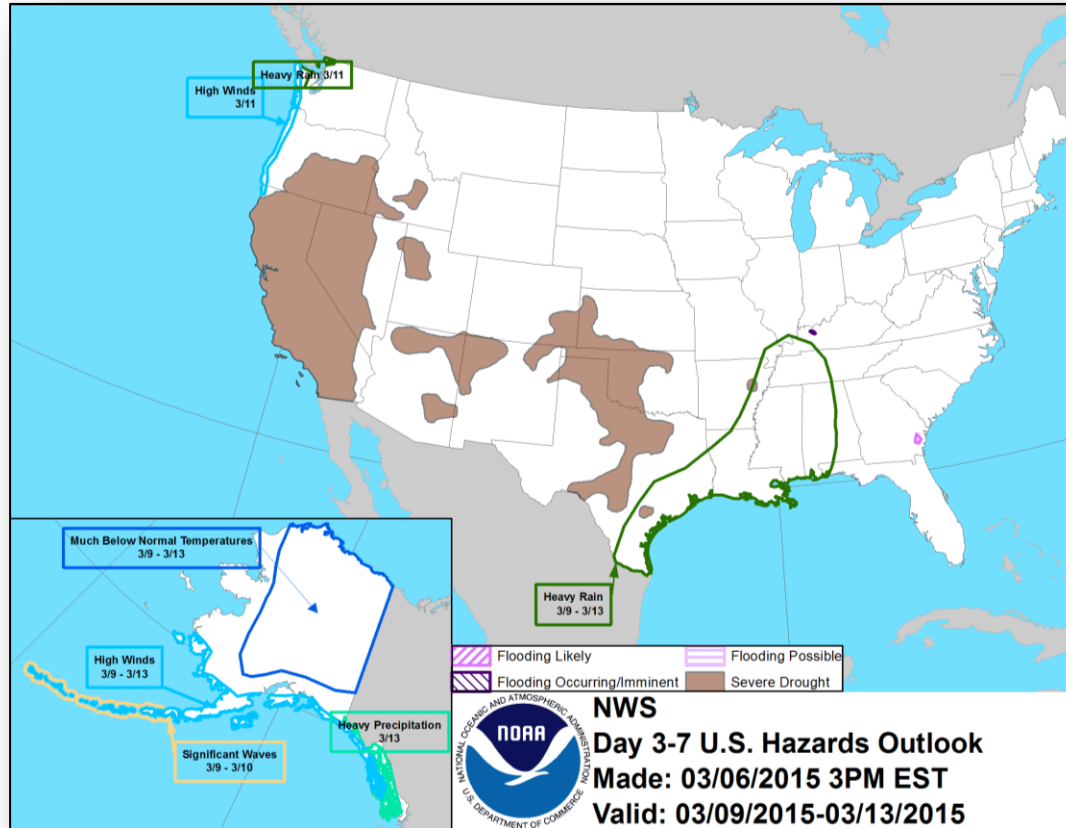 Heavy Rain 3/11
High Winds
3/11
Much Below Normal Temperatures
3/9 - 3/13
High Winds
3/9 - 3/13
Significant Waves
3/9 - 3/10
Heavy Precipitation
3/13
Heavy Rain
3/9 - 3/13
Flooding Likely
Flooding Possible
Flooding Occurring/Imminent
Severe Drought
NATIONAL OCEANIC AND ATMOSPHERIC ADMINISTRATION
U.S. DEPARTMENT OF COMMERCE
NOAA
NWS
Day 3-7 U.S. Hazards Outlook
Made: 03/06/2015 3PM EST
Valid: 03/09/2015-03/13/2015